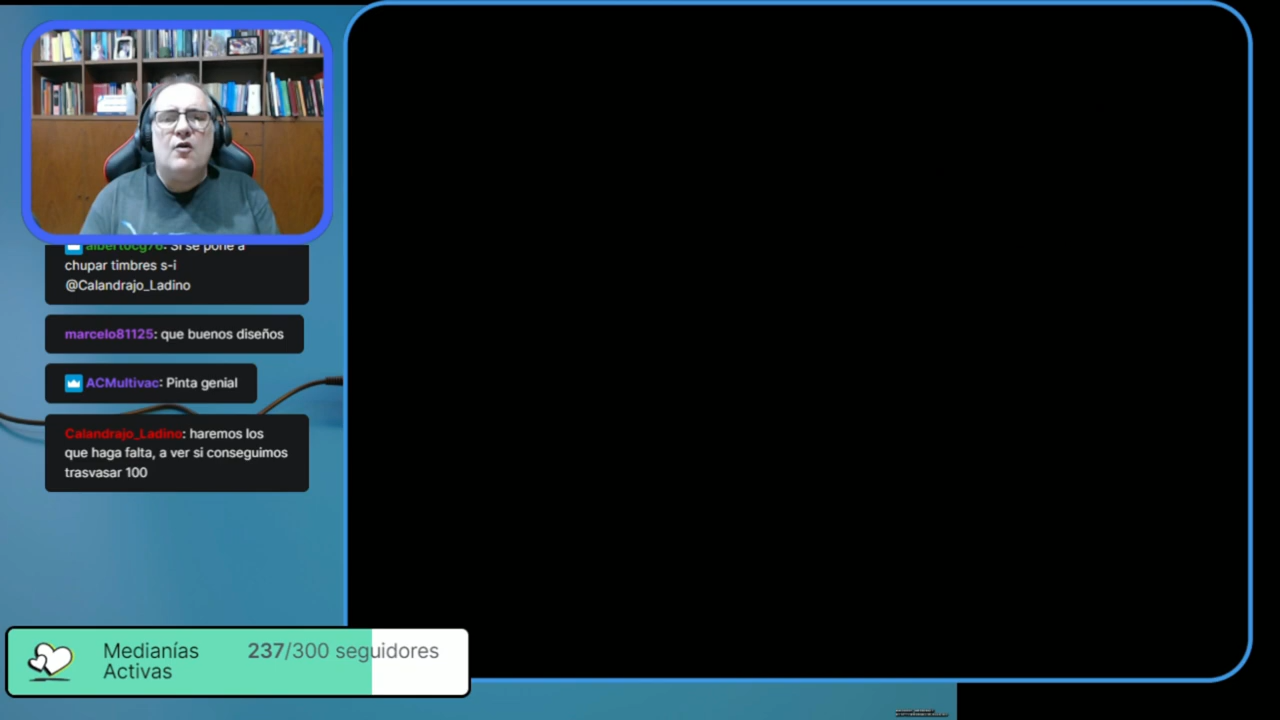 albertocg76: Si se pone a
chupar timbres s-i
@Calandrajo_Ladino
marcelo81125: que buenos diseños
ACMultivac: Pinta genial
Calandrajo_Ladino: haremos los
que haga falta, a ver si conseguimos
trasvasar 100
Medianías
Activas
237/300 seguidores